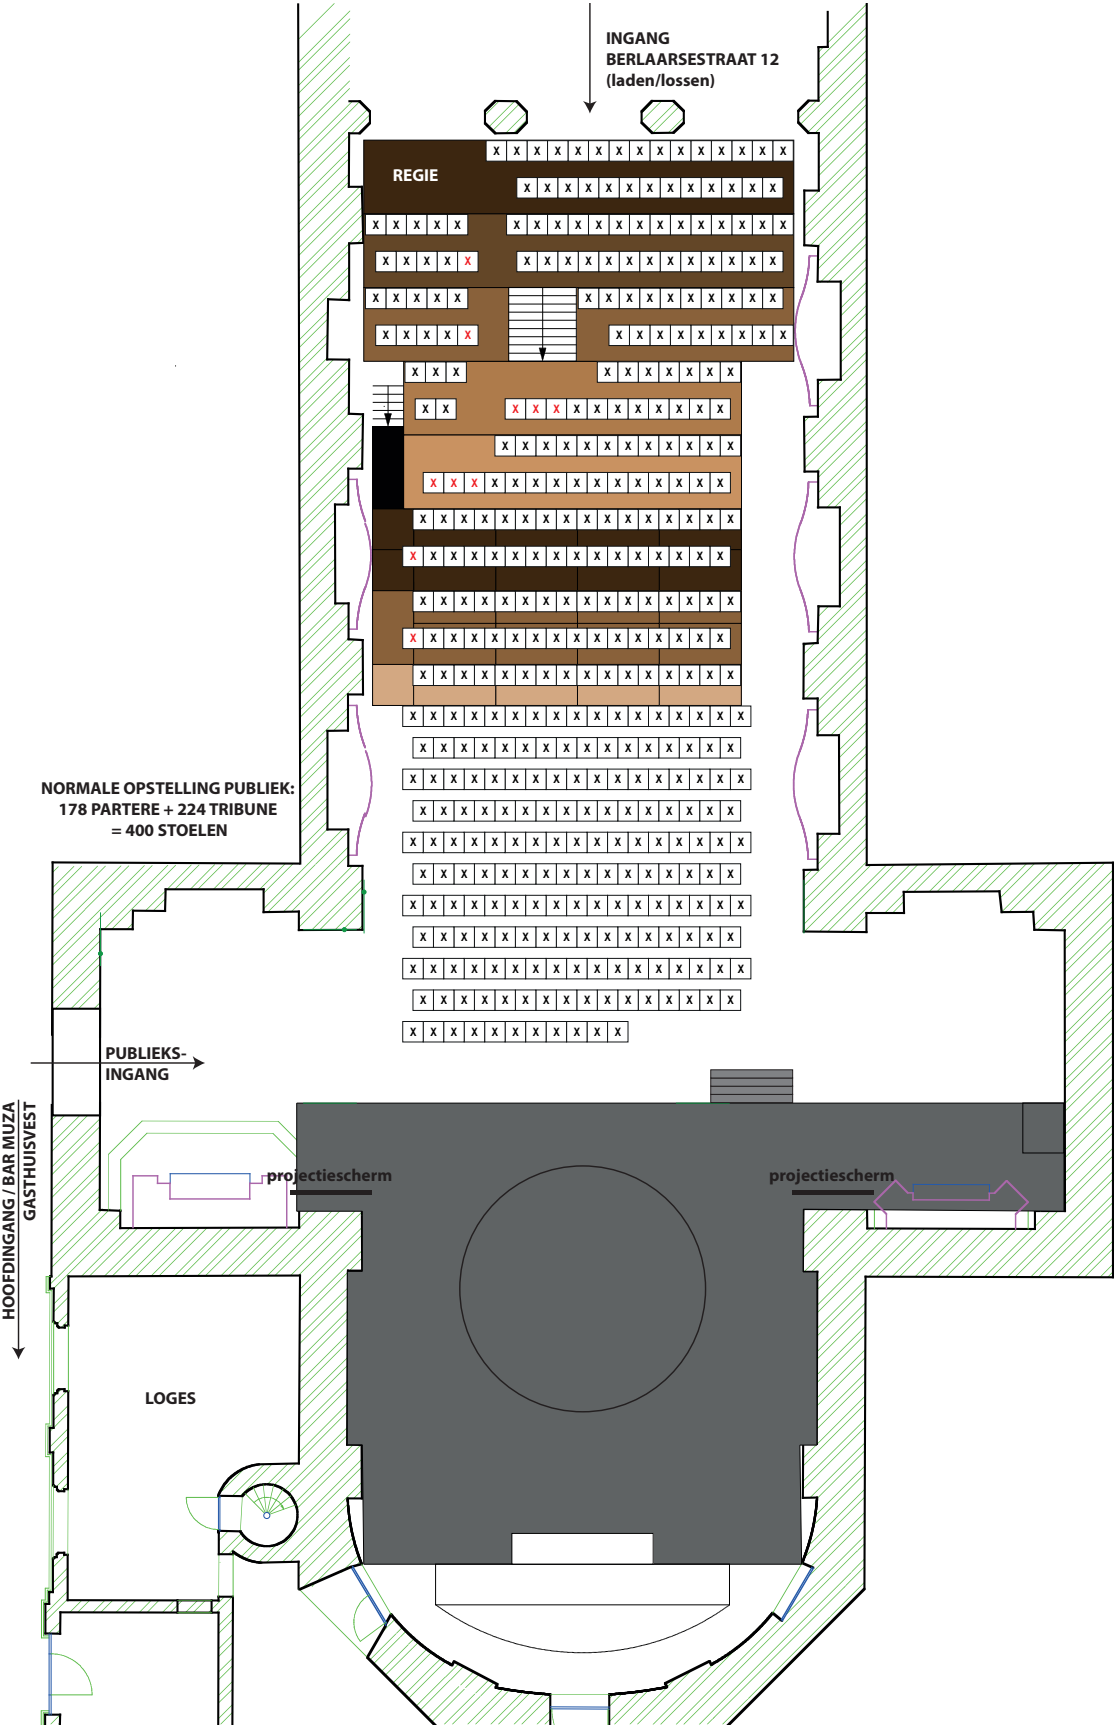 INGANG
BERLAARSESTRAAT 12
(laden/lossen)
REGIE
NORMALE OPSTELLING PUBLIEK:
178 PARTERE + 224 TRIBUNE
= 400 STOELEN
PUBLIEKS-
INGANG
HOOFDINGANG / BAR MUZA
GASTHUISVEST
projectiescherm
projectiescherm
LOGES